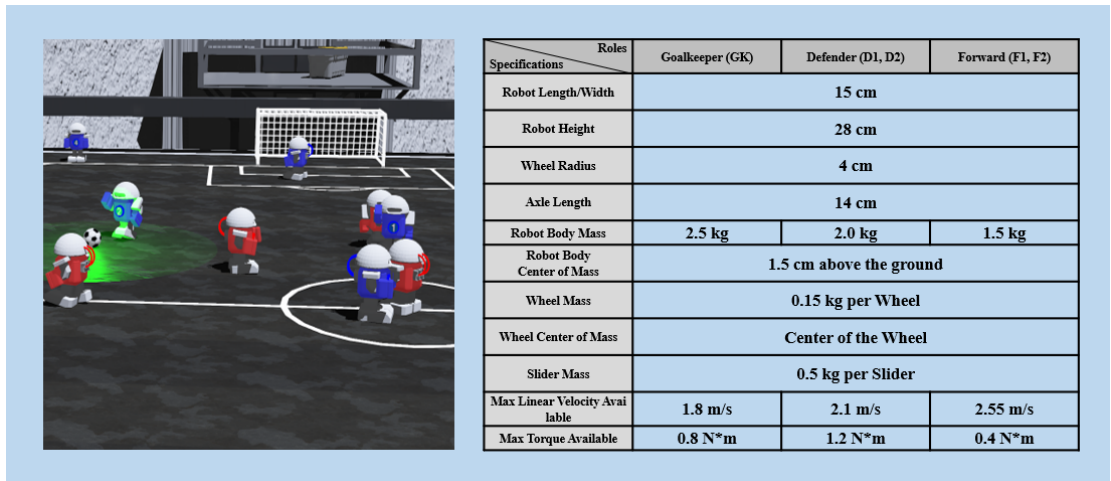 Roles
Specifications
Goalkeeper (GK)
Defender (D1, D2)
Forward (F1, F2)
Robot Length/Width
15 cm
Robot Height
28 cm
Wheel Radius
4 cm
Axle Length
14 cm
Robot Body Mass
2.5 kg
2.0 kg
1.5 kg
Robot Body
Center of Mass
1.5 cm above the ground
Wheel Mass
0.15 kg per Wheel
Wheel Center of Mass
Center of the Wheel
Slider Mass
0.5 kg per Slider
Max Linear Velocity Avai
lable
1.8 m/s
2.1 m/s
2.55 m/s
Max Torque Available
0.8 N*m
1.2 N*m
0.4 N*m